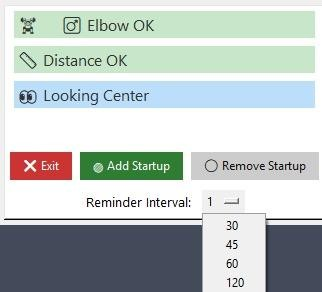 Elbow OK
Distance OK
Looking Center
Exit
Add Startup
Remove Startup
Reminder Interval: 1
30
45
60
120